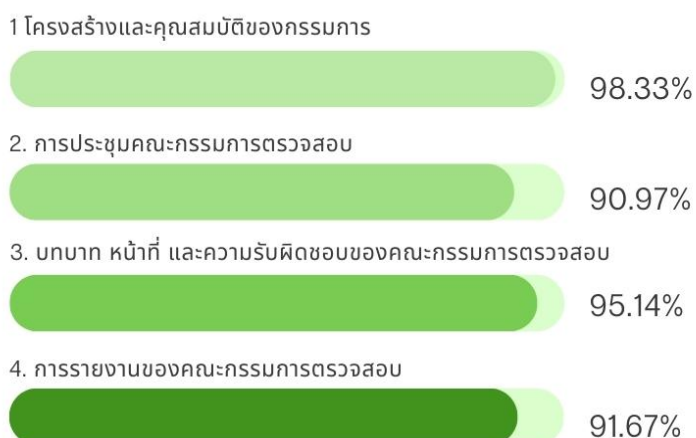 1 โครงสร้างและคุณสมบัติของกรรมการ
98.33%
2. การประชุมคณะกรรมการตรวจสอบ
90.97%
3. บทบาท หน้าที่ และความรับผิดชอบของคณะกรรมการตรวจสอบ
95.14%
4. การรายงานของคณะกรรมการตรวจสอบ
91.67%